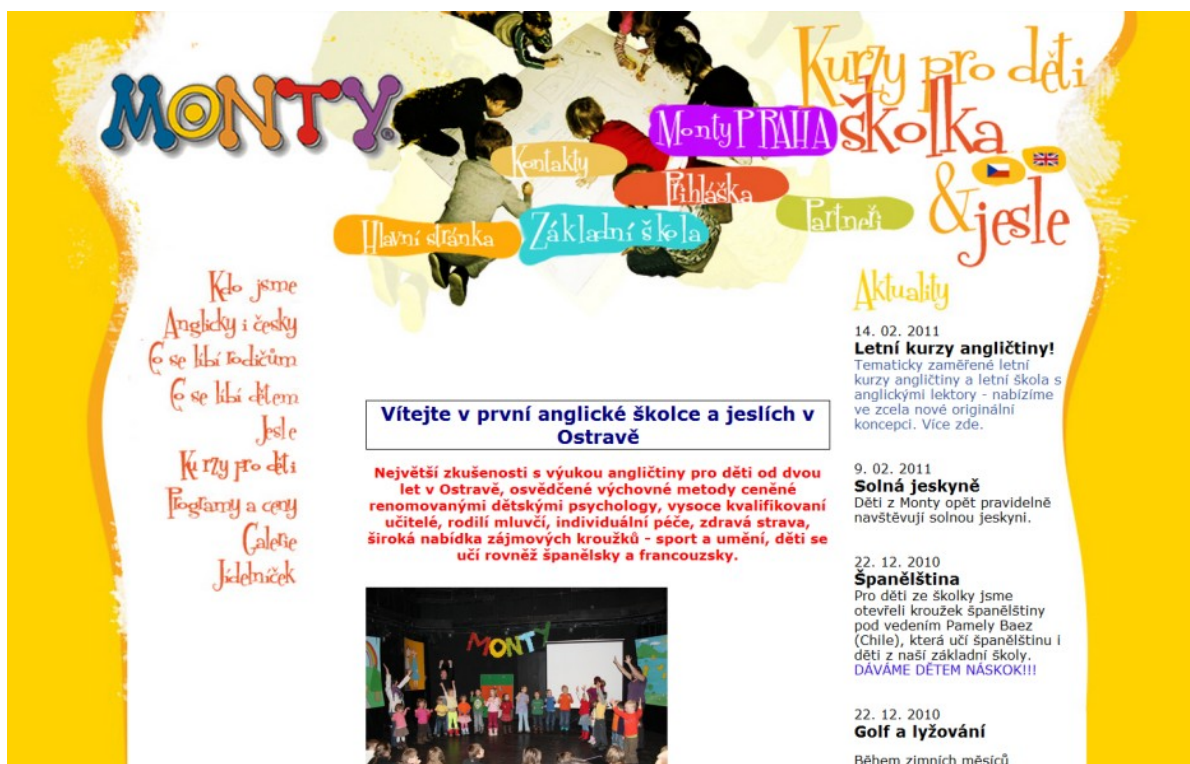 MONTY®
Kurzy pro děti
školka
& jesle
Monty PRAHA
Kontakty
Přihláška
Partneři
Hlavní stránka
Základní škola
Kdo jsme
Anglicky i česky
Co se líbí rodičům
Co se líbí dětem
Jesle
Kurzy pro děti
Programy a ceny
Galerie
Jídelníček
Vítejte v první anglické školce a jeslích v
Ostravě
Největší zkušenosti s výukou angličtiny pro děti od dvou
let v Ostravě, osvědčené výchovné metody ceněné
renomovanými dětskými psychology, vysoce kvalifikovaní
učitelé, rodilí mluvčí, individuální péče, zdravá strava,
široká nabídka zájmových kroužků - sport a umění, děti se
učí rovněž španělsky a francouzsky.
MONTY
Aktuality
14. 02. 2011
Letní kurzy angličtiny!
Tematicky zaměřené letní
kurzy angličtiny a letní škola s
anglickými lektory - nabízíme
ve zcela nové originální
koncepci. Více zde.
9. 02. 2011
Solná jeskyně
Děti z Monty opět pravidelně
navštěvují solnou jeskyni.
22. 12. 2010
Španělština
Pro děti ze školky jsme
otevřeli kroužek španělštiny
pod vedením Pamely Baez
(Chile), která učí španělštinu i
děti z naší základní školy.
DÁVÁME DĚTEM NÁSKOK!!!
22. 12. 2010
Golf a lyžování
Během zimních měsíců